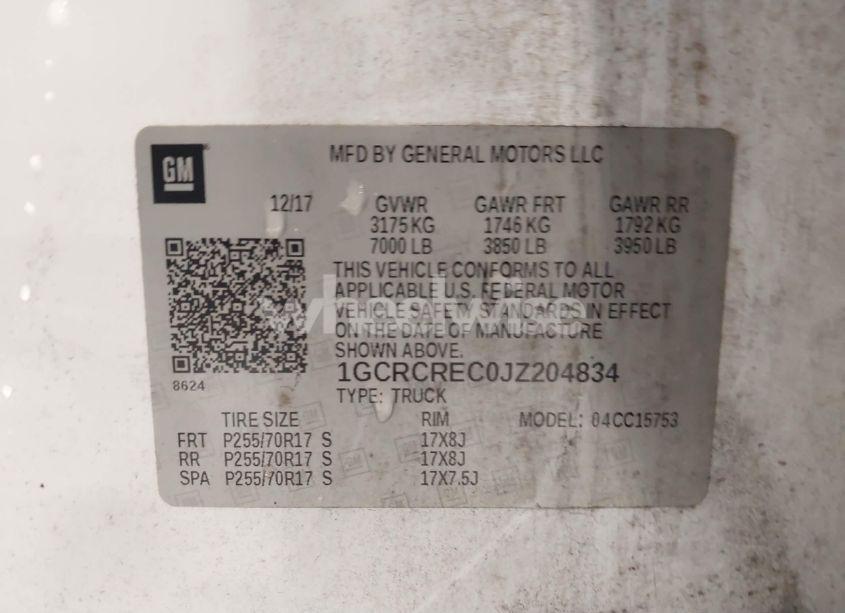 GM
MFD BY GENERAL MOTORS LLC
12/17 GVWR GAWR FRT GAWR RR
3175 KG 1746 KG 1792 KG
7000 LB 3850 LB 3950 LB
THIS VEHICLE CONFORMS TO ALL
APPLICABLE U.S. FEDERAL MOTOR
VEHICLE SAFETY STANDARDS IN EFFECT
ON THE DATE OF MANUFACTURE
SHOWN ABOVE.
8624
1GCRCREC0JZ204834
TYPE: TRUCK
TIRE SIZE RIM MODEL: 04CC15753
FRT P255/70R17 S 17X8J
RR P255/70R17 S 17X8J
SPA P255/70R17 S 17X7.5J